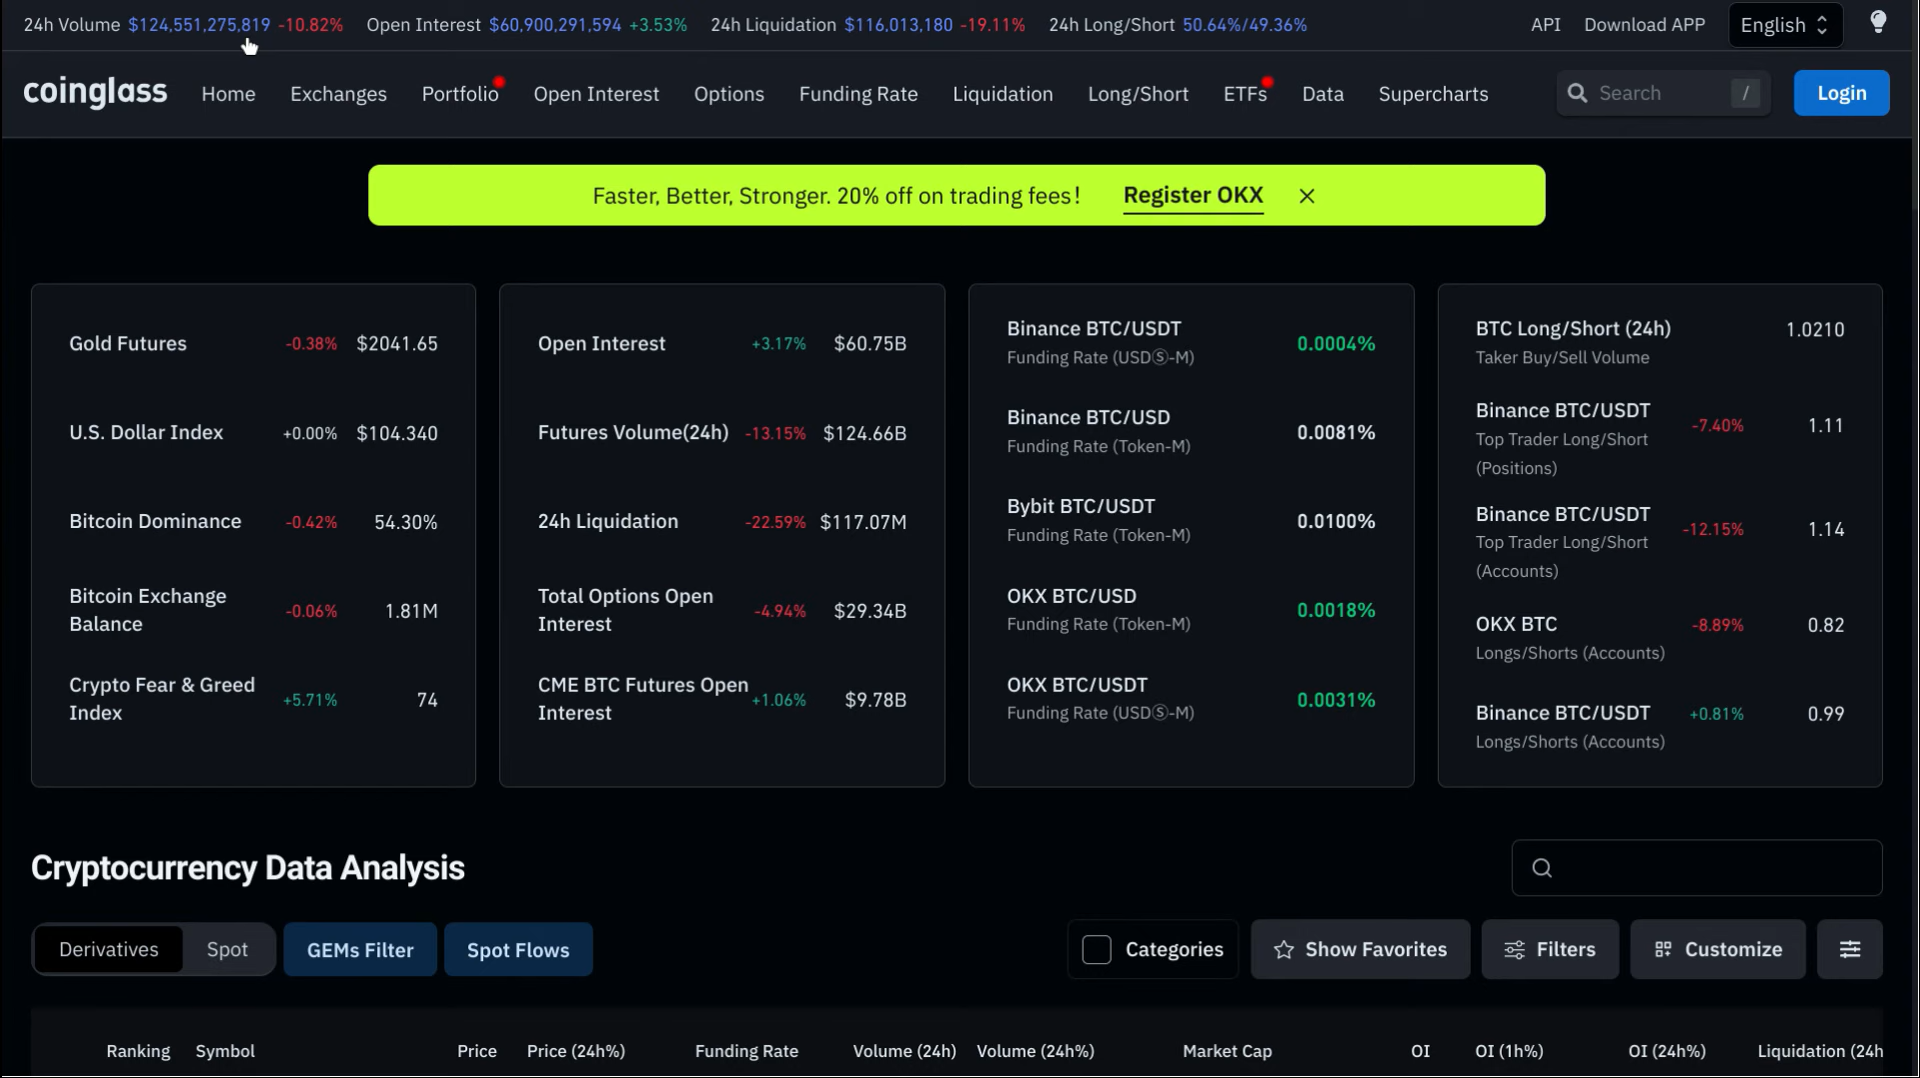 24h Volume $124,551,275,819 -10.82% Open Interest $60,900,291,594 +3.53% 24h Liquidation $116,013,180 -19.11% 24h Long/Short 50.64%/49.36% API Download APP English
coinglass Home Exchanges Portfolio Open Interest Options Funding Rate Liquidation Long/Short ETFs Data Supercharts Search / Login
Faster, Better, Stronger. 20% off on trading fees! Register OKX
Gold Futures -0.38% $2041.65
U.S. Dollar Index +0.00% $104.340
Bitcoin Dominance -0.42% 54.30%
Bitcoin Exchange
Balance -0.06% 1.81M
Crypto Fear & Greed
Index +5.71% 74
Open Interest +3.17% $60.75B
Futures Volume(24h) -13.15% $124.66B
24h Liquidation -22.59% $117.07M
Total Options Open
Interest -4.94% $29.34B
CME BTC Futures Open
Interest +1.06% $9.78B
Binance BTC/USDT 0.0004%
Funding Rate (USDⓈ-M)
Binance BTC/USD 0.0081%
Funding Rate (Token-M)
Bybit BTC/USDT 0.0100%
Funding Rate (Token-M)
OKX BTC/USD 0.0018%
Funding Rate (Token-M)
OKX BTC/USDT 0.0031%
Funding Rate (USDⓈ-M)
BTC Long/Short (24h) 1.0210
Taker Buy/Sell Volume
Binance BTC/USDT -7.40% 1.11
Top Trader Long/Short
(Positions)
Binance BTC/USDT -12.15% 1.14
Top Trader Long/Short
(Accounts)
OKX BTC -8.89% 0.82
Longs/Shorts (Accounts)
Binance BTC/USDT +0.81% 0.99
Longs/Shorts (Accounts)
Cryptocurrency Data Analysis
Derivatives Spot GEMs Filter Spot Flows Categories Show Favorites Filters Customize
Ranking Symbol Price Price (24h%) Funding Rate Volume (24h) Volume (24h%) Market Cap OI OI (1h%) OI (24h%) Liquidation (24h